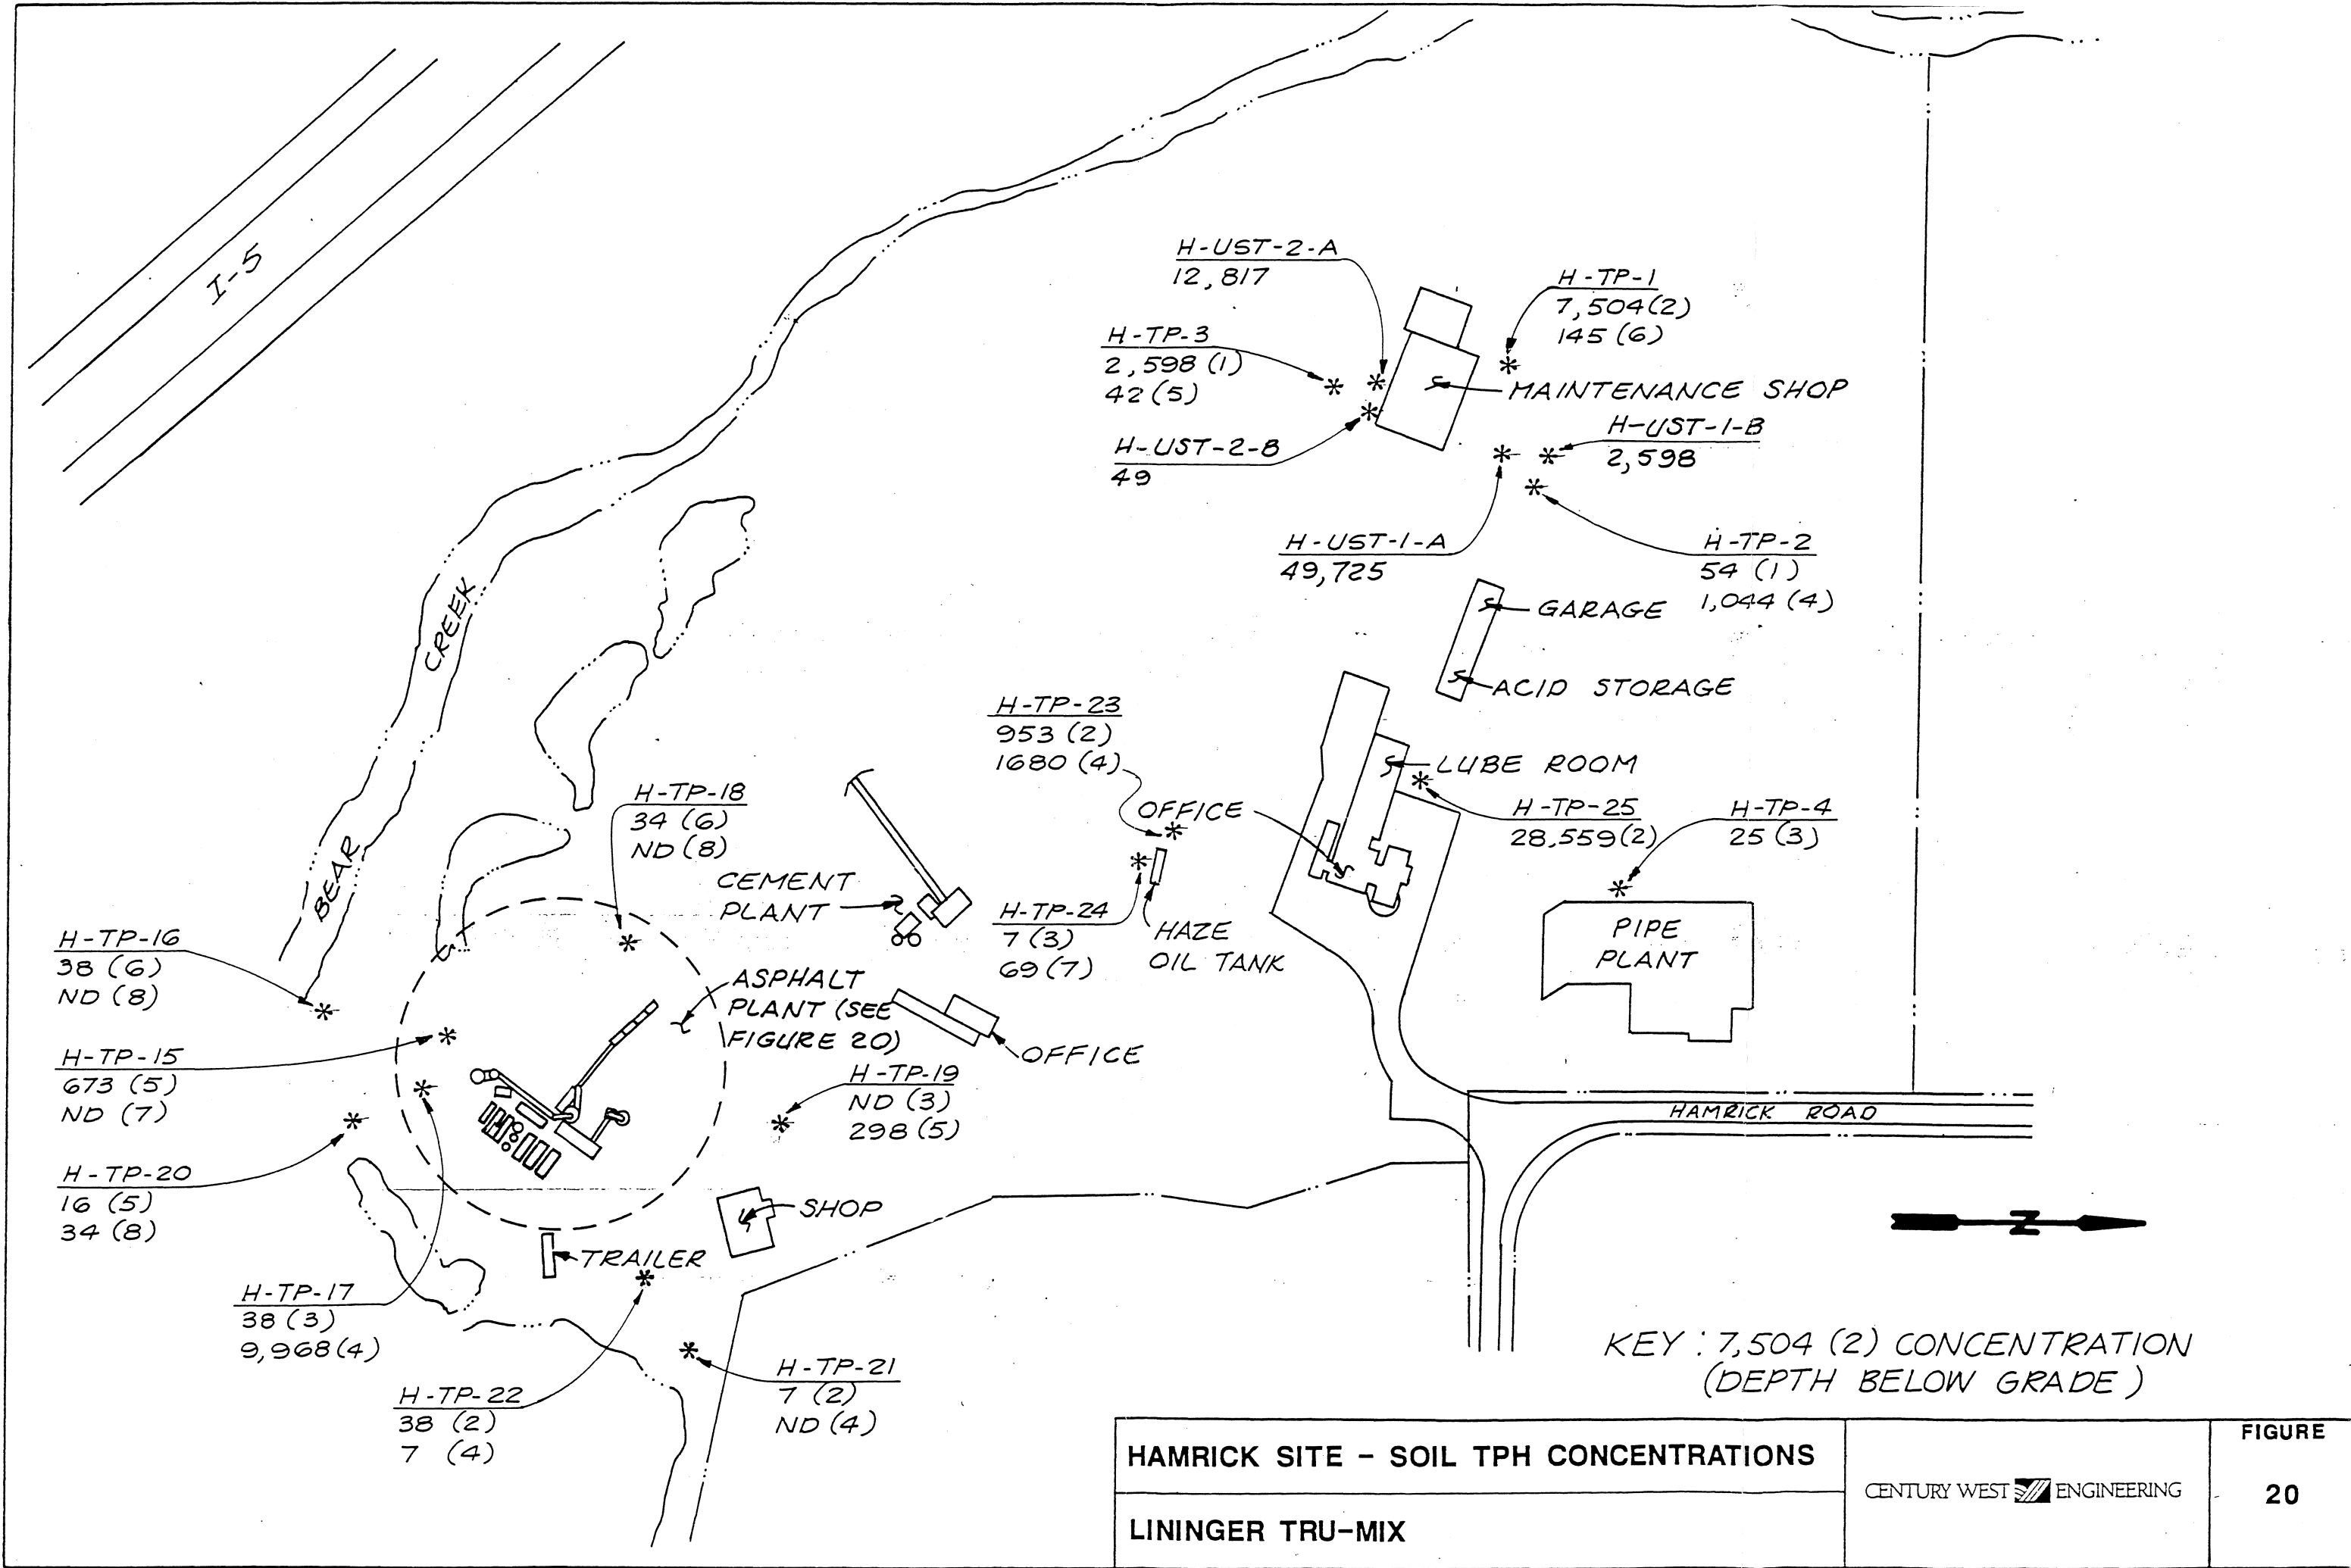 I-5
H-UST-2-A
12,817
H-TP-1
7,504(2)
145 (6)
H-TP-3
2,598 (1)
42 (5)
MAINTENANCE SHOP
H-UST-2-B
49
H-UST-1-B
2,598
H-UST-1-A
49,725
H-TP-2
54 (1)
1,044 (4)
GARAGE
ACID STORAGE
BEAR CREEK
H-TP-23
953 (2)
1680 (4)
OFFICE
LUBE ROOM
H-TP-25
28,559(2)
H-TP-4
25 (3)
H-TP-18
34 (6)
ND (8)
CEMENT
PLANT
H-TP-24
7 (3)
69 (7)
HAZE
OIL TANK
PIPE
PLANT
H-TP-16
38 (6)
ND (8)
ASPHALT
PLANT (SEE
FIGURE 20)
OFFICE
H-TP-15
673 (5)
ND (7)
H-TP-19
ND (3)
298 (5)
HAMRICK ROAD
H-TP-20
16 (5)
34 (8)
SHOP
TRAILER
N
H-TP-17
38 (3)
9,968(4)
H-TP-22
38 (2)
7 (4)
H-TP-21
7 (2)
ND (4)
KEY : 7,504 (2) CONCENTRATION
(DEPTH BELOW GRADE)
HAMRICK SITE - SOIL TPH CONCENTRATIONS
LININGER TRU-MIX
CENTURY WEST ENGINEERING
FIGURE
20